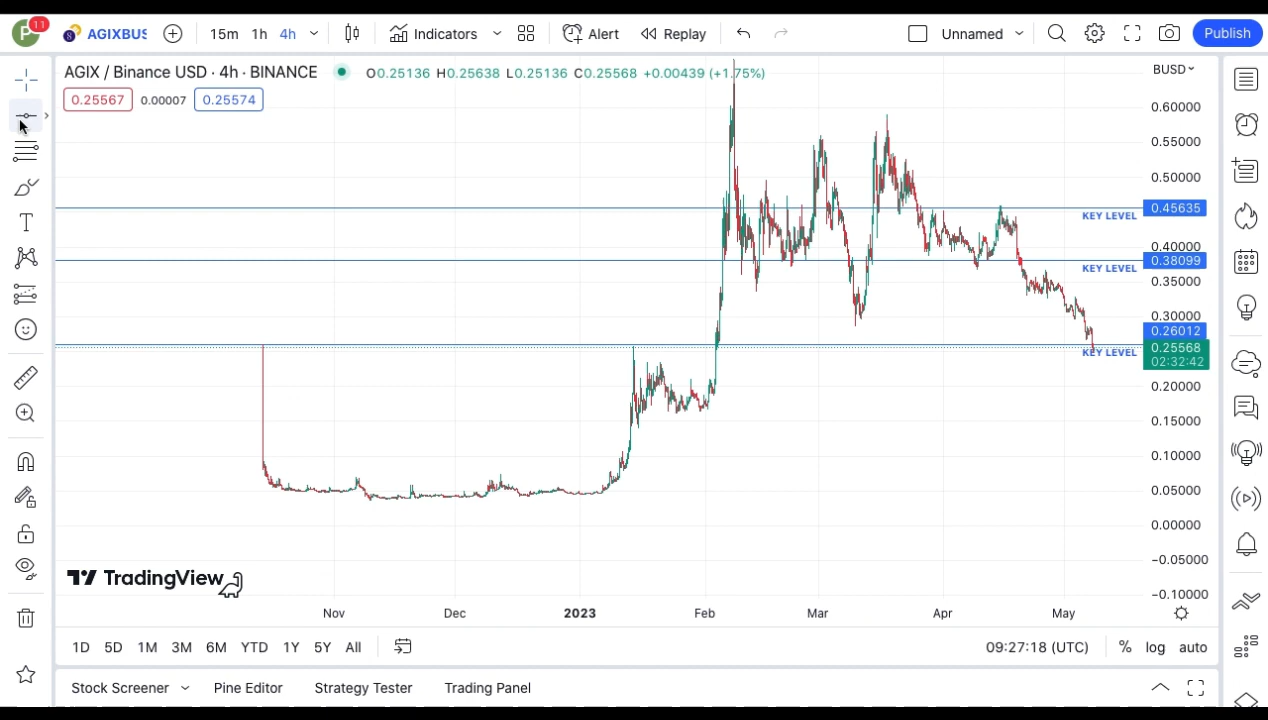 P 11 AGIXBUS 15m 1h 4h Indicators Alert Replay Unnamed Publish
AGIX / Binance USD · 4h · BINANCE O0.25136 H0.25638 L0.25136 C0.25568 +0.00439 (+1.75%)
BUSD
0.25567 0.00007 0.25574
0.60000
0.55000
0.50000
0.45635
KEY LEVEL
0.40000
0.38099
KEY LEVEL
0.35000
0.30000
0.26012
0.25568
KEY LEVEL
02:32:42
0.20000
0.15000
0.10000
0.05000
0.00000
−0.05000
TradingView
−0.10000
Nov Dec 2023 Feb Mar Apr May
1D 5D 1M 3M 6M YTD 1Y 5Y All 09:27:18 (UTC) % log auto
Stock Screener Pine Editor Strategy Tester Trading Panel